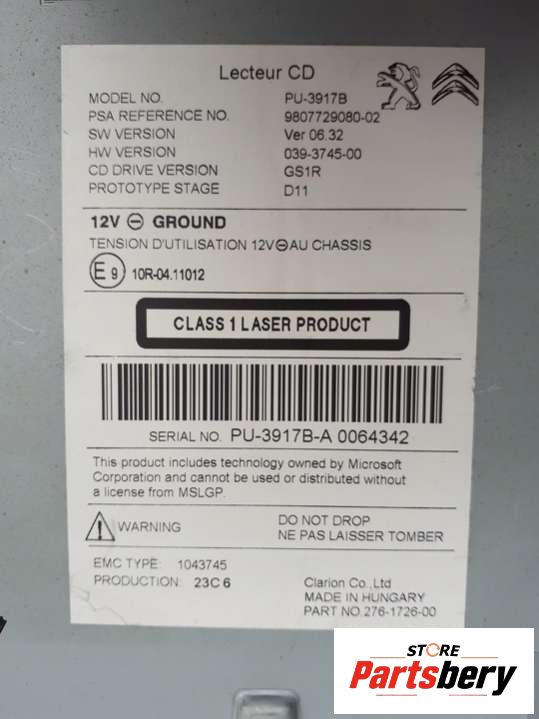 Lecteur CD
MODEL NO. PU-3917B
PSA REFERENCE NO. 9807729080-02
SW VERSION Ver 06.32
HW VERSION 039-3745-00
CD DRIVE VERSION GS1R
PROTOTYPE STAGE D11
12V ⊖ GROUND
TENSION D'UTILISATION 12V⊖AU CHASSIS
E9 10R-04.11012
CLASS 1 LASER PRODUCT
SERIAL NO. PU-3917B-A 0064342
This product includes technology owned by Microsoft
Corporation and cannot be used or distributed without
a license from MSLGP.
WARNING DO NOT DROP
NE PAS LAISSER TOMBER
EMC TYPE: 1043745
PRODUCTION: 23C6 Clarion Co.,Ltd
MADE IN HUNGARY
PART NO.276-1726-00
STORE
Partsbery